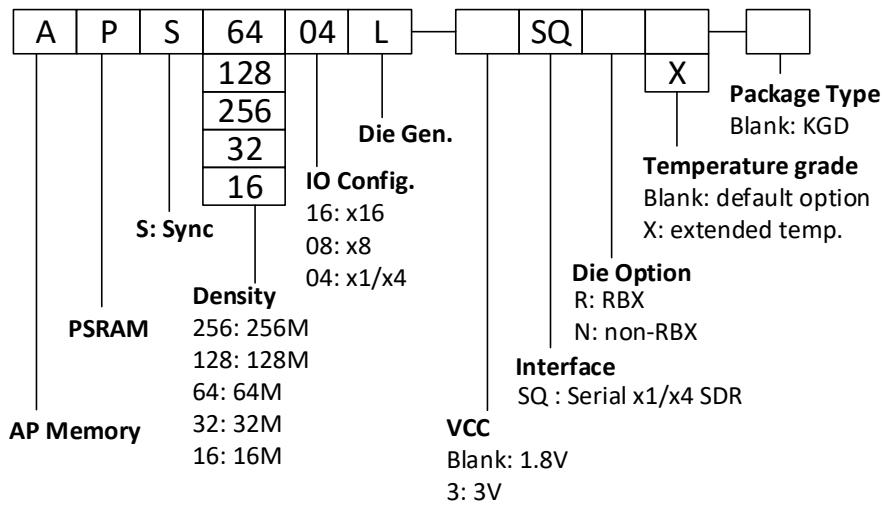 A P S 64 04 L SQ
128
256
32
16
X
Package Type
Blank: KGD
Die Gen.
Temperature grade
Blank: default option
X: extended temp.
IO Config.
16: x16
08: x8
04: x1/x4
S: Sync
Die Option
R: RBX
N: non-RBX
Density
256: 256M
128: 128M
64: 64M
32: 32M
16: 16M
PSRAM
Interface
SQ : Serial x1/x4 SDR
AP Memory
VCC
Blank: 1.8V
3: 3V